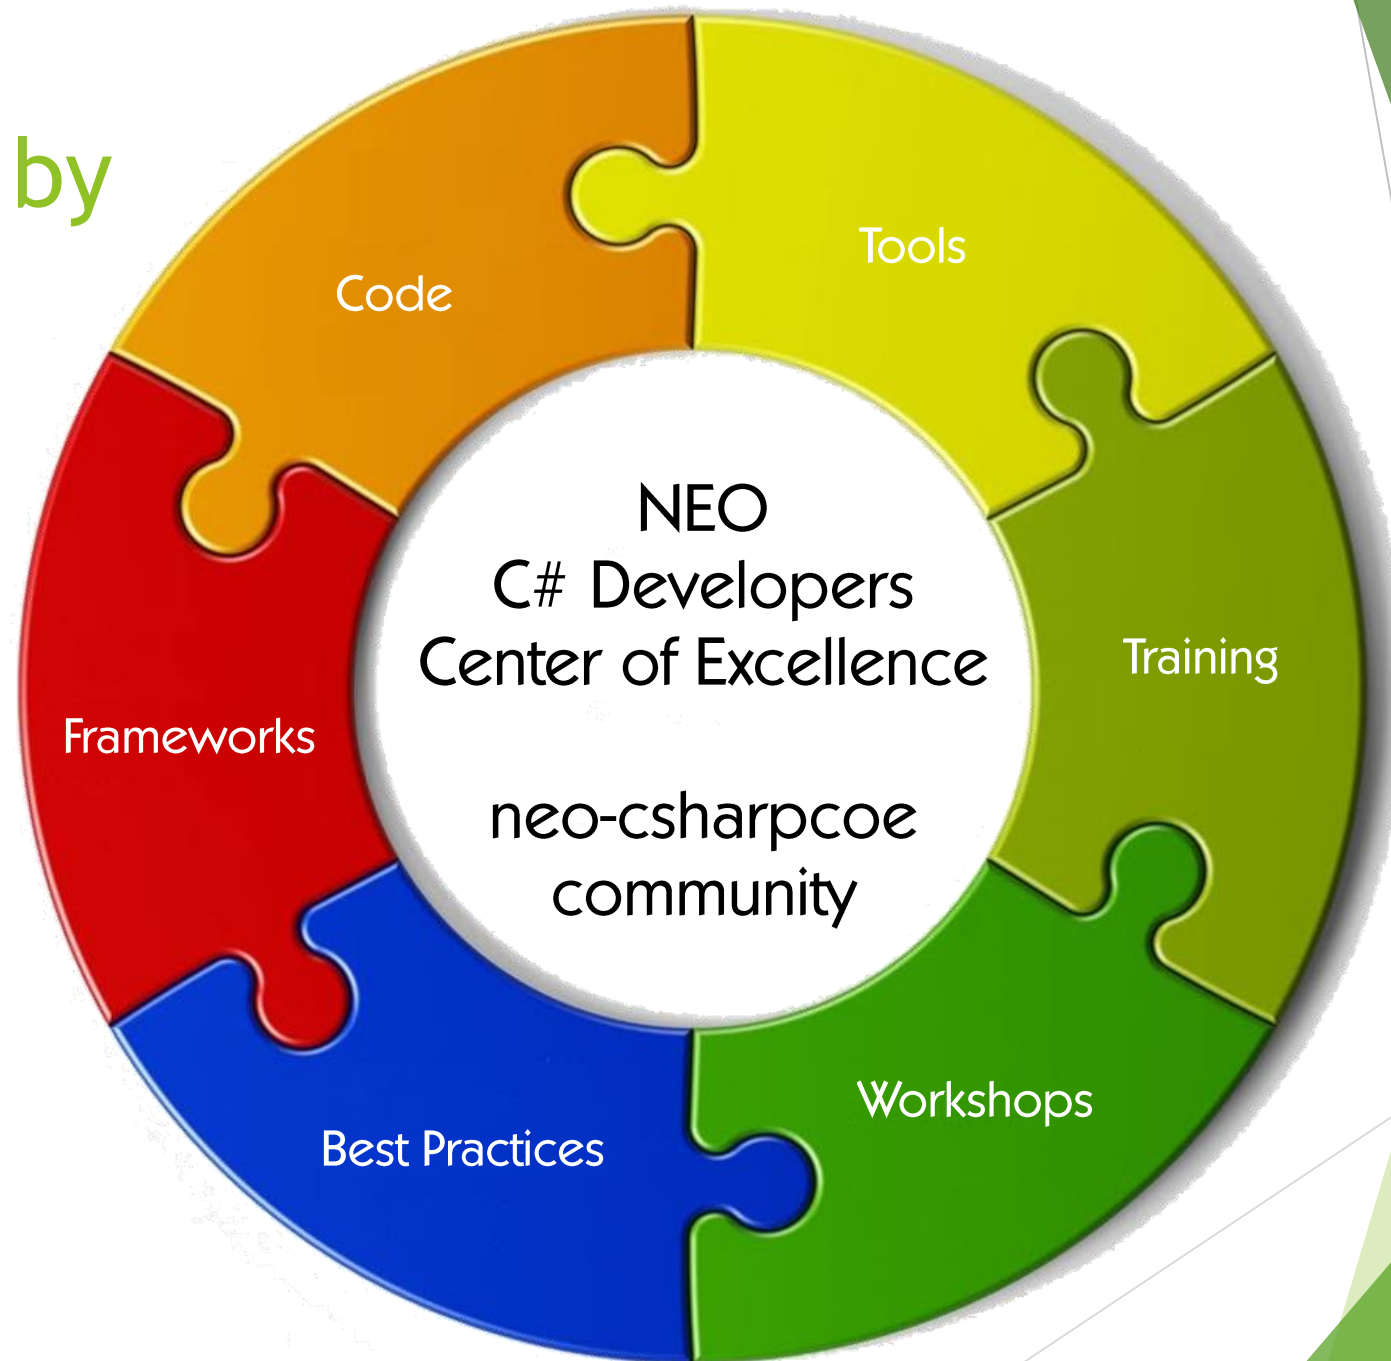 by
Code
Tools
NEO
C# Developers
Center of Excellence
Training
Frameworks
neo-csharpcoe
community
Workshops
Best Practices